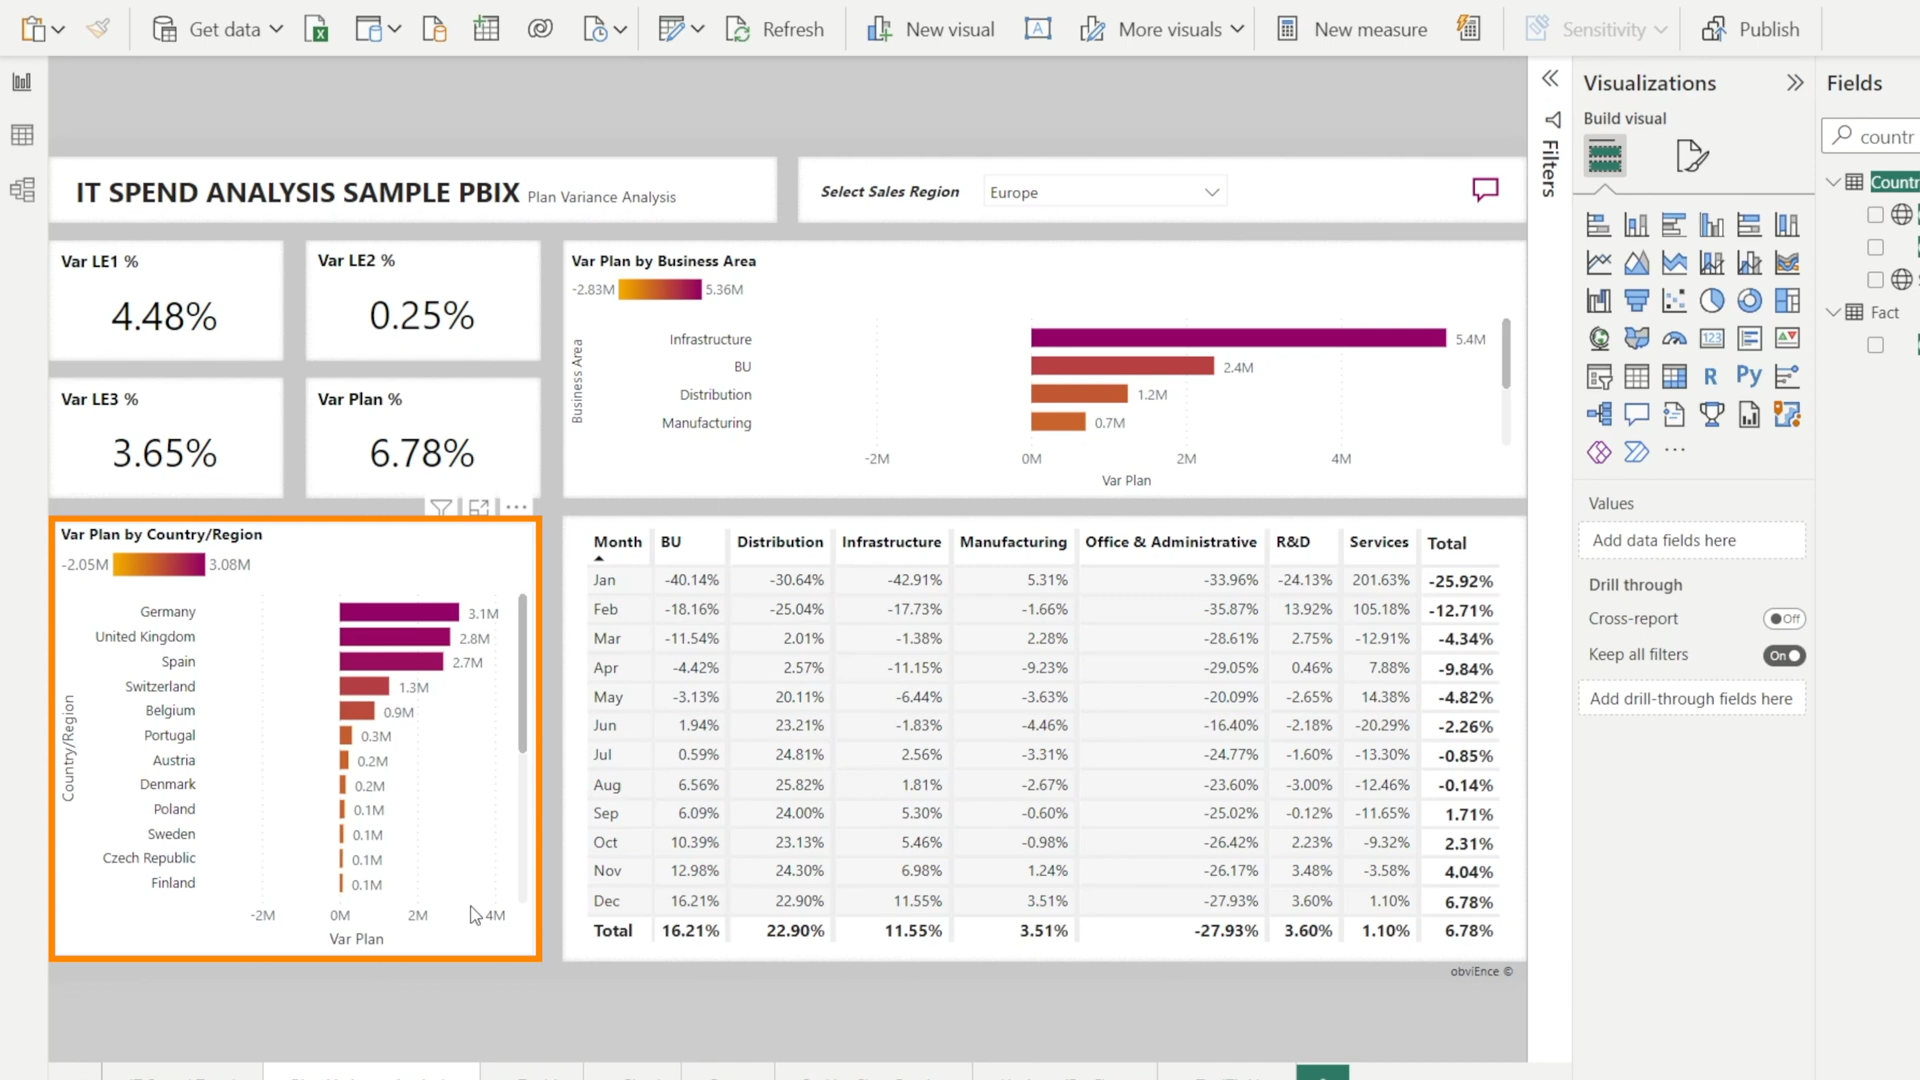 Get data
Refresh
New visual
More visuals
New measure
Sensitivity
Publish
IT SPEND ANALYSIS SAMPLE PBIX Plan Variance Analysis
Select Sales Region Europe
Var LE1 %
4.48%
Var LE2 %
0.25%
Var LE3 %
3.65%
Var Plan %
6.78%
Var Plan by Business Area
-2.83M 5.36M
Business Area
Infrastructure 5.4M
BU 2.4M
Distribution 1.2M
Manufacturing 0.7M
-2M 0M 2M 4M
Var Plan
Var Plan by Country/Region
-2.05M 3.08M
Country/Region
Germany 3.1M
United Kingdom 2.8M
Spain 2.7M
Switzerland 1.3M
Belgium 0.9M
Portugal 0.3M
Austria 0.2M
Denmark 0.2M
Poland 0.1M
Sweden 0.1M
Czech Republic 0.1M
Finland 0.1M
-2M 0M 2M 4M
Var Plan
Month BU Distribution Infrastructure Manufacturing Office & Administrative R&D Services Total
Jan -40.14% -30.64% -42.91% 5.31% -33.96% -24.13% 201.63% -25.92%
Feb -18.16% -25.04% -17.73% -1.66% -35.87% 13.92% 105.18% -12.71%
Mar -11.54% 2.01% -1.38% 2.28% -28.61% 2.75% -12.91% -4.34%
Apr -4.42% 2.57% -11.15% -9.23% -29.05% 0.46% 7.88% -9.84%
May -3.13% 20.11% -6.44% -3.63% -20.09% -2.65% 14.38% -4.82%
Jun 1.94% 23.21% -1.83% -4.46% -16.40% -2.18% -20.29% -2.26%
Jul 0.59% 24.81% 2.56% -3.31% -24.77% -1.60% -13.30% -0.85%
Aug 6.56% 25.82% 1.81% -2.67% -23.60% -3.00% -12.46% -0.14%
Sep 6.09% 24.00% 5.30% -0.60% -25.02% -0.12% -11.65% 1.71%
Oct 10.39% 23.13% 5.46% -0.98% -26.42% 2.23% -9.32% 2.31%
Nov 12.98% 24.30% 6.98% 1.24% -26.17% 3.48% -3.58% 4.04%
Dec 16.21% 22.90% 11.55% 3.51% -27.93% 3.60% 1.10% 6.78%
Total 16.21% 22.90% 11.55% 3.51% -27.93% 3.60% 1.10% 6.78%
obviEnce ©
Filters
Visualizations
Build visual
123
R
Py
...
Values
Add data fields here
Drill through
Cross-report Off
Keep all filters On
Add drill-through fields here
Fields
countr
Countr
Fact